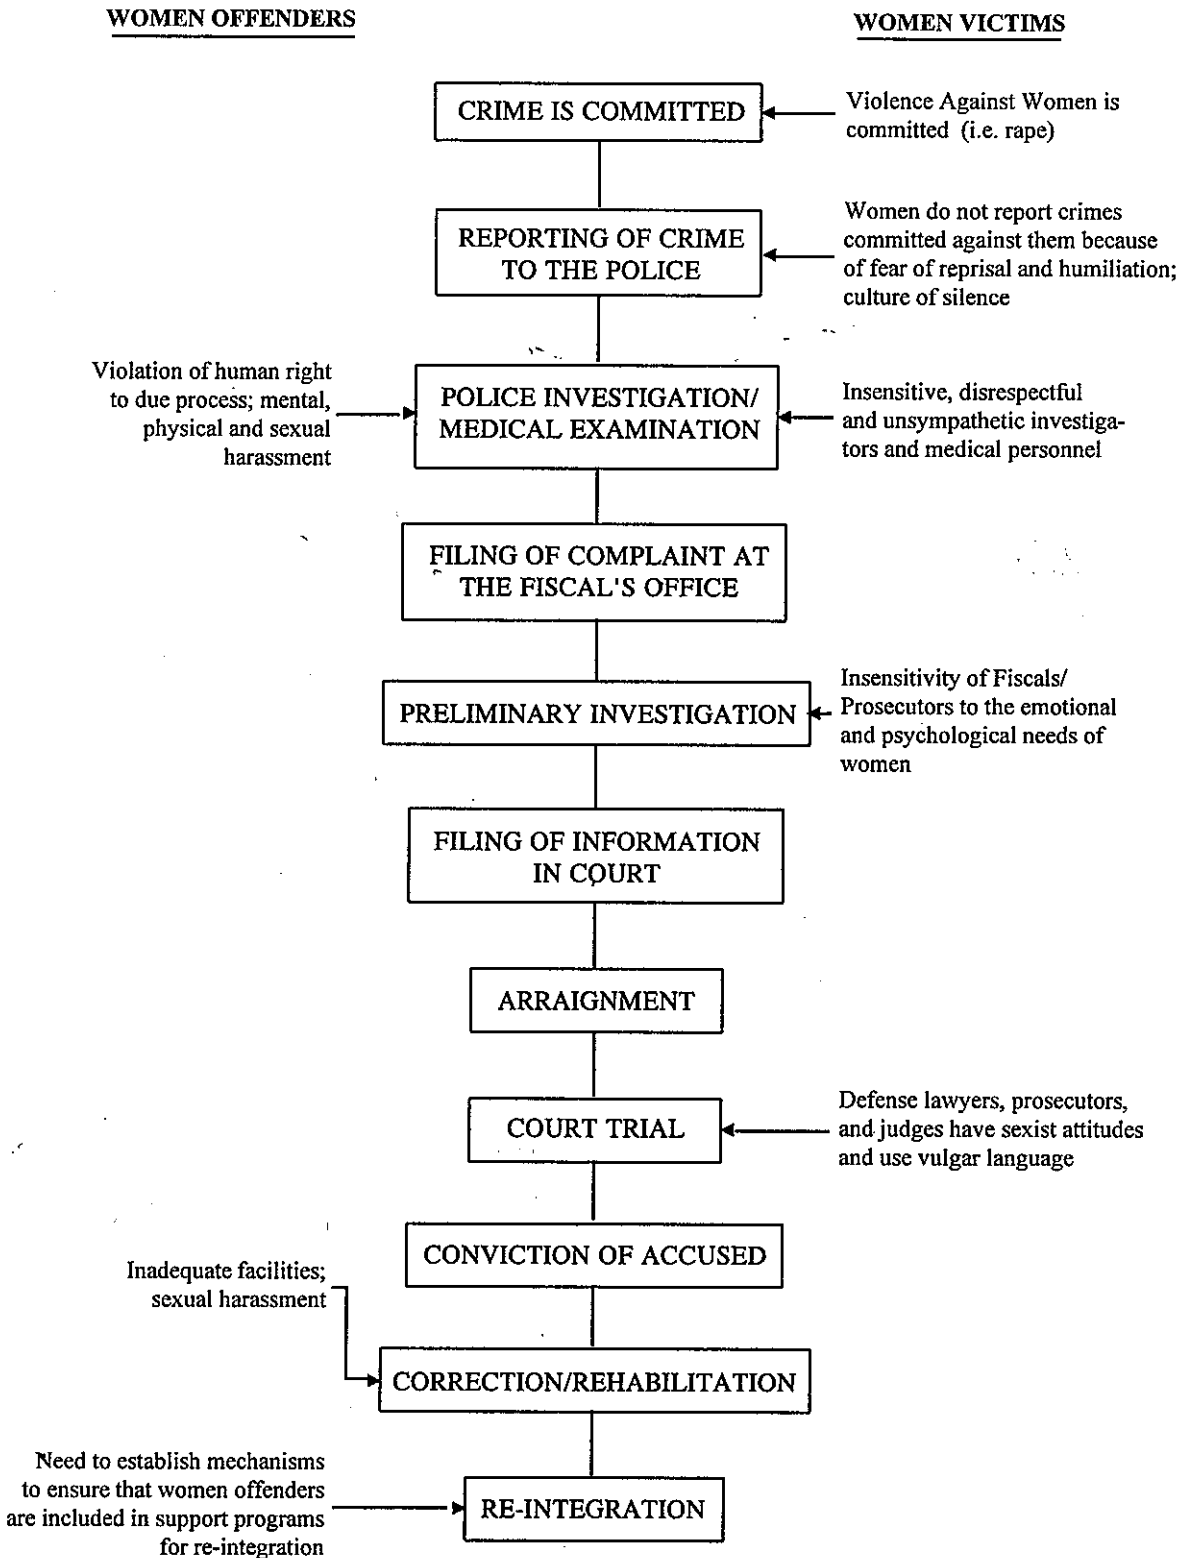 WOMEN OFFENDERS
WOMEN VICTIMS
CRIME IS COMMITTED
Violence Against Women is
committed (i.e. rape)
REPORTING OF CRIME
TO THE POLICE
Women do not report crimes
committed against them because
of fear of reprisal and humiliation;
culture of silence
Violation of human right
to due process; mental,
physical and sexual
harassment
POLICE INVESTIGATION/
MEDICAL EXAMINATION
Insensitive, disrespectful
and unsympathetic investiga-
tors and medical personnel
FILING OF COMPLAINT AT
THE FISCAL'S OFFICE
PRELIMINARY INVESTIGATION
Insensitivity of Fiscals/
Prosecutors to the emotional
and psychological needs of
women
FILING OF INFORMATION
IN COURT
ARRAIGNMENT
COURT TRIAL
Defense lawyers, prosecutors,
and judges have sexist attitudes
and use vulgar language
CONVICTION OF ACCUSED
Inadequate facilities;
sexual harassment
CORRECTION/REHABILITATION
Need to establish mechanisms
to ensure that women offenders
are included in support programs
for re-integration
RE-INTEGRATION